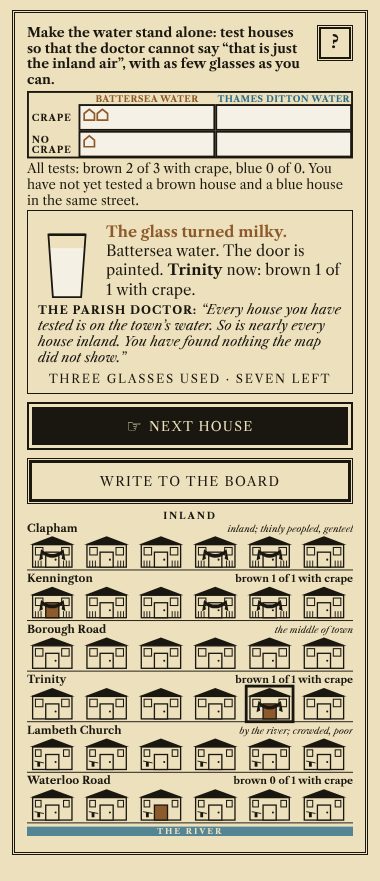 Make the water stand alone: test houses
so that the doctor cannot say “that is just
the inland air”, with as few glasses as you
can.
?
BATTERSEA WATER THAMES DITTON WATER
CRAPE
NO
CRAPE
All tests: brown 2 of 3 with crape, blue 0 of 0. You
have not yet tested a brown house and a blue house
in the same street.
The glass turned milky.
Battersea water. The door is
painted. Trinity now: brown 1 of
1 with crape.
THE PARISH DOCTOR: “Every house you have
tested is on the town’s water. So is nearly every
house inland. You have found nothing the map
did not show.”
THREE GLASSES USED · SEVEN LEFT
☞ NEXT HOUSE
WRITE TO THE BOARD
INLAND
Clapham inland; thinly peopled, genteel
Kennington brown 1 of 1 with crape
Borough Road the middle of town
Trinity brown 1 of 1 with crape
Lambeth Church by the river; crowded, poor
Waterloo Road brown 0 of 1 with crape
THE RIVER